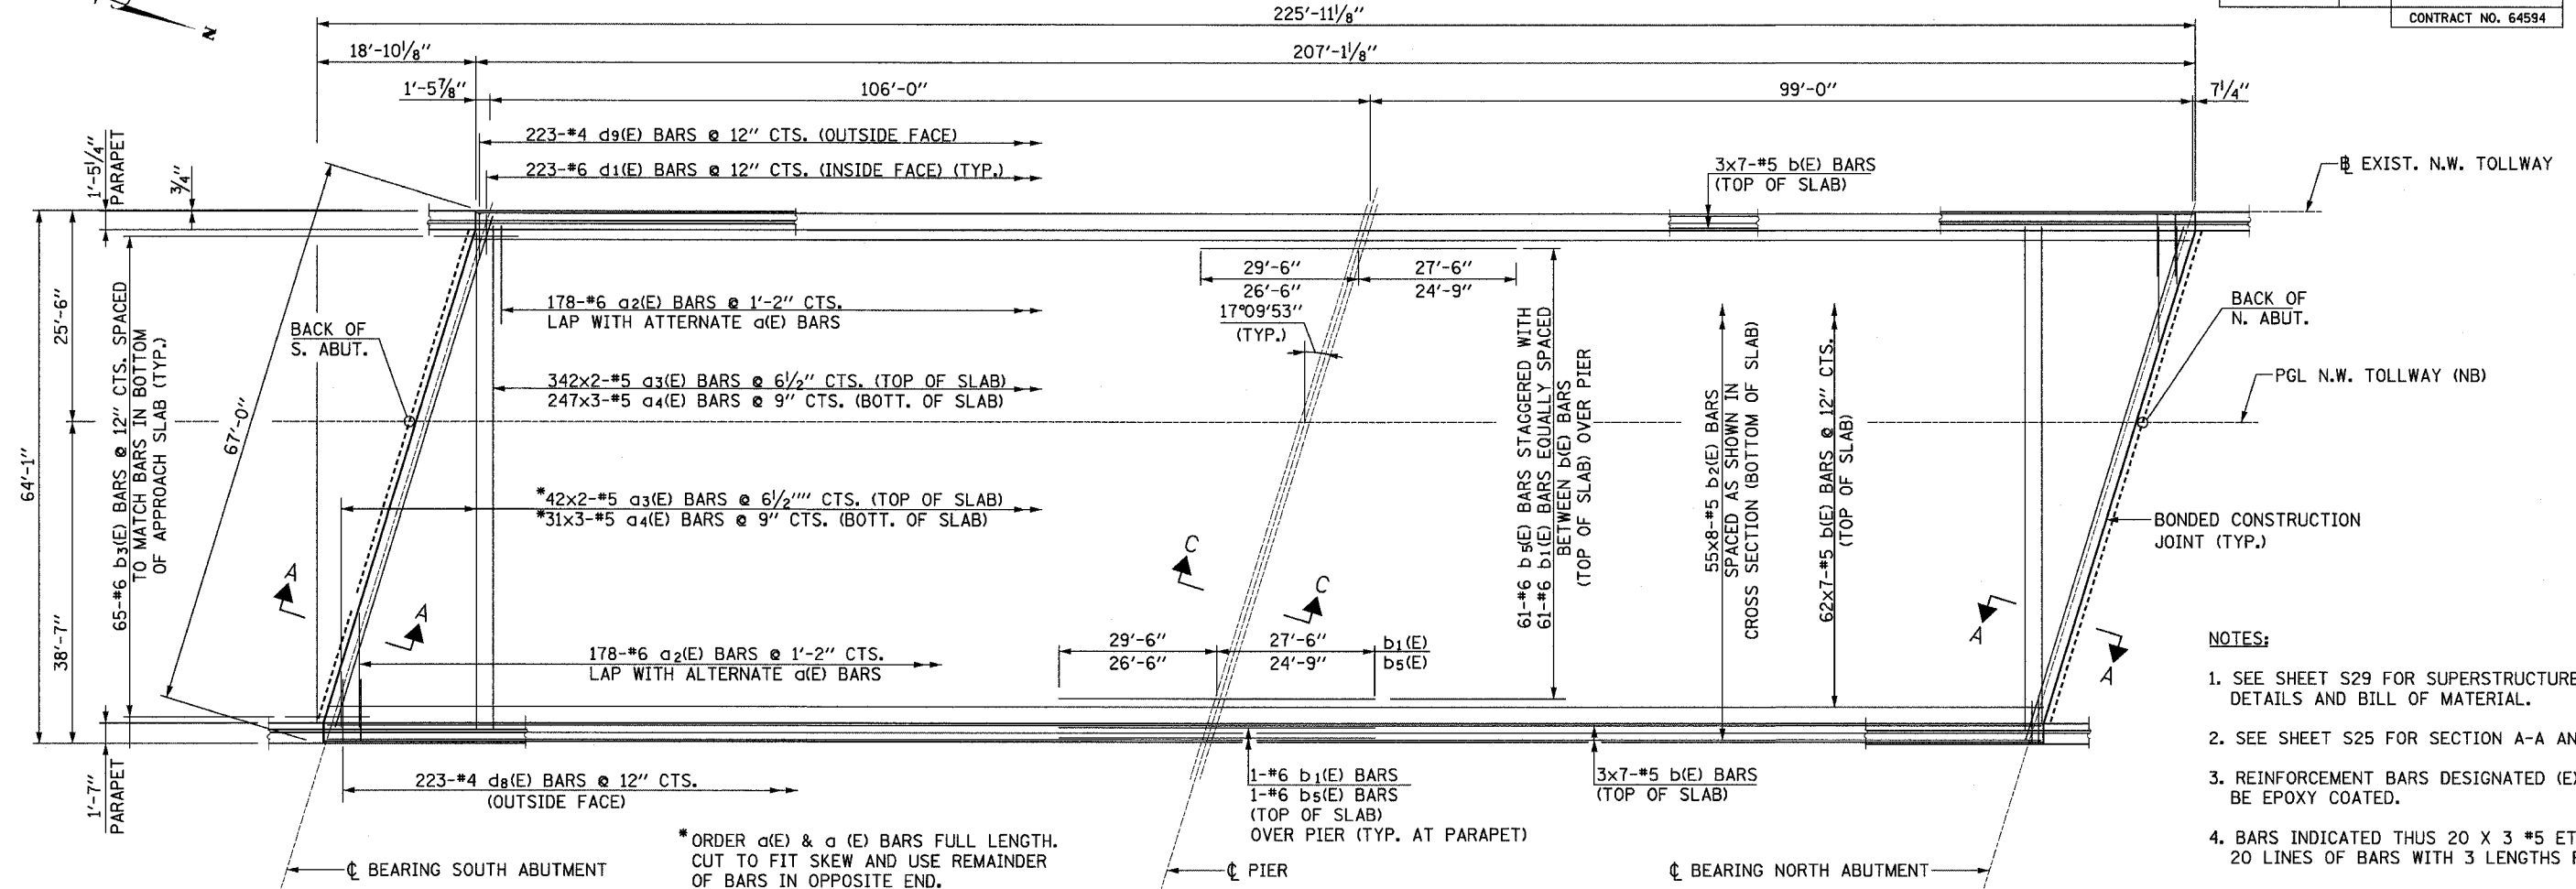 N
CONTRACT NO. 64594
225'-11 1/8"
18'-10 1/8"
207'-1 1/8"
1'-5 7/8"
106'-0"
99'-0"
7 1/4"
223-#4 d9(E) BARS @ 12" CTS. (OUTSIDE FACE)
223-#6 d1(E) BARS @ 12" CTS. (INSIDE FACE) (TYP.)
3x7-#5 b(E) BARS
(TOP OF SLAB)
℄ EXIST. N.W. TOLLWAY
1'-5 1/4"
PARAPET
3/4"
64'-1"
25'-6"
38'-7"
1'-7"
PARAPET
65-#6 b3(E) BARS @ 12" CTS. SPACED
TO MATCH BARS IN BOTTOM
OF APPROACH SLAB (TYP.)
67'-0"
BACK OF
S. ABUT.
178-#6 a2(E) BARS @ 1'-2" CTS.
LAP WITH ATTERNATE a(E) BARS
342x2-#5 a3(E) BARS @ 6 1/2" CTS. (TOP OF SLAB)
247x3-#5 a4(E) BARS @ 9" CTS. (BOTT. OF SLAB)
*42x2-#5 a3(E) BARS @ 6 1/2"" CTS. (TOP OF SLAB)
*31x3-#5 a4(E) BARS @ 9" CTS. (BOTT. OF SLAB)
178-#6 a2(E) BARS @ 1'-2" CTS.
LAP WITH ALTERNATE a(E) BARS
29'-6"
27'-6"
26'-6"
24'-9"
17°09'53"
(TYP.)
61-#6 b5(E) BARS STAGGERED WITH
61-#6 b1(E) BARS EQUALLY SPACED
BETWEEN b(E) BARS
(TOP OF SLAB) OVER PIER
55x8-#5 b2(E) BARS
SPACED AS SHOWN IN
CROSS SECTION (BOTTOM OF SLAB)
62x7-#5 b(E) BARS @ 12" CTS.
(TOP OF SLAB)
BACK OF
N. ABUT.
PGL N.W. TOLLWAY (NB)
BONDED CONSTRUCTION
JOINT (TYP.)
A
A
C
C
A
A
29'-6"
27'-6"
b1(E)
26'-6"
24'-9"
b5(E)
223-#4 d8(E) BARS @ 12" CTS.
(OUTSIDE FACE)
1-#6 b1(E) BARS
1-#6 b5(E) BARS
(TOP OF SLAB)
OVER PIER (TYP. AT PARAPET)
3x7-#5 b(E) BARS
(TOP OF SLAB)
℄ BEARING SOUTH ABUTMENT
*ORDER a(E) & a (E) BARS FULL LENGTH.
CUT TO FIT SKEW AND USE REMAINDER
OF BARS IN OPPOSITE END.
℄ PIER
℄ BEARING NORTH ABUTMENT
NOTES:
1. SEE SHEET S29 FOR SUPERSTRUCTURE
DETAILS AND BILL OF MATERIAL.
2. SEE SHEET S25 FOR SECTION A-A AN
3. REINFORCEMENT BARS DESIGNATED (E
BE EPOXY COATED.
4. BARS INDICATED THUS 20 X 3 #5 ET
20 LINES OF BARS WITH 3 LENGTHS